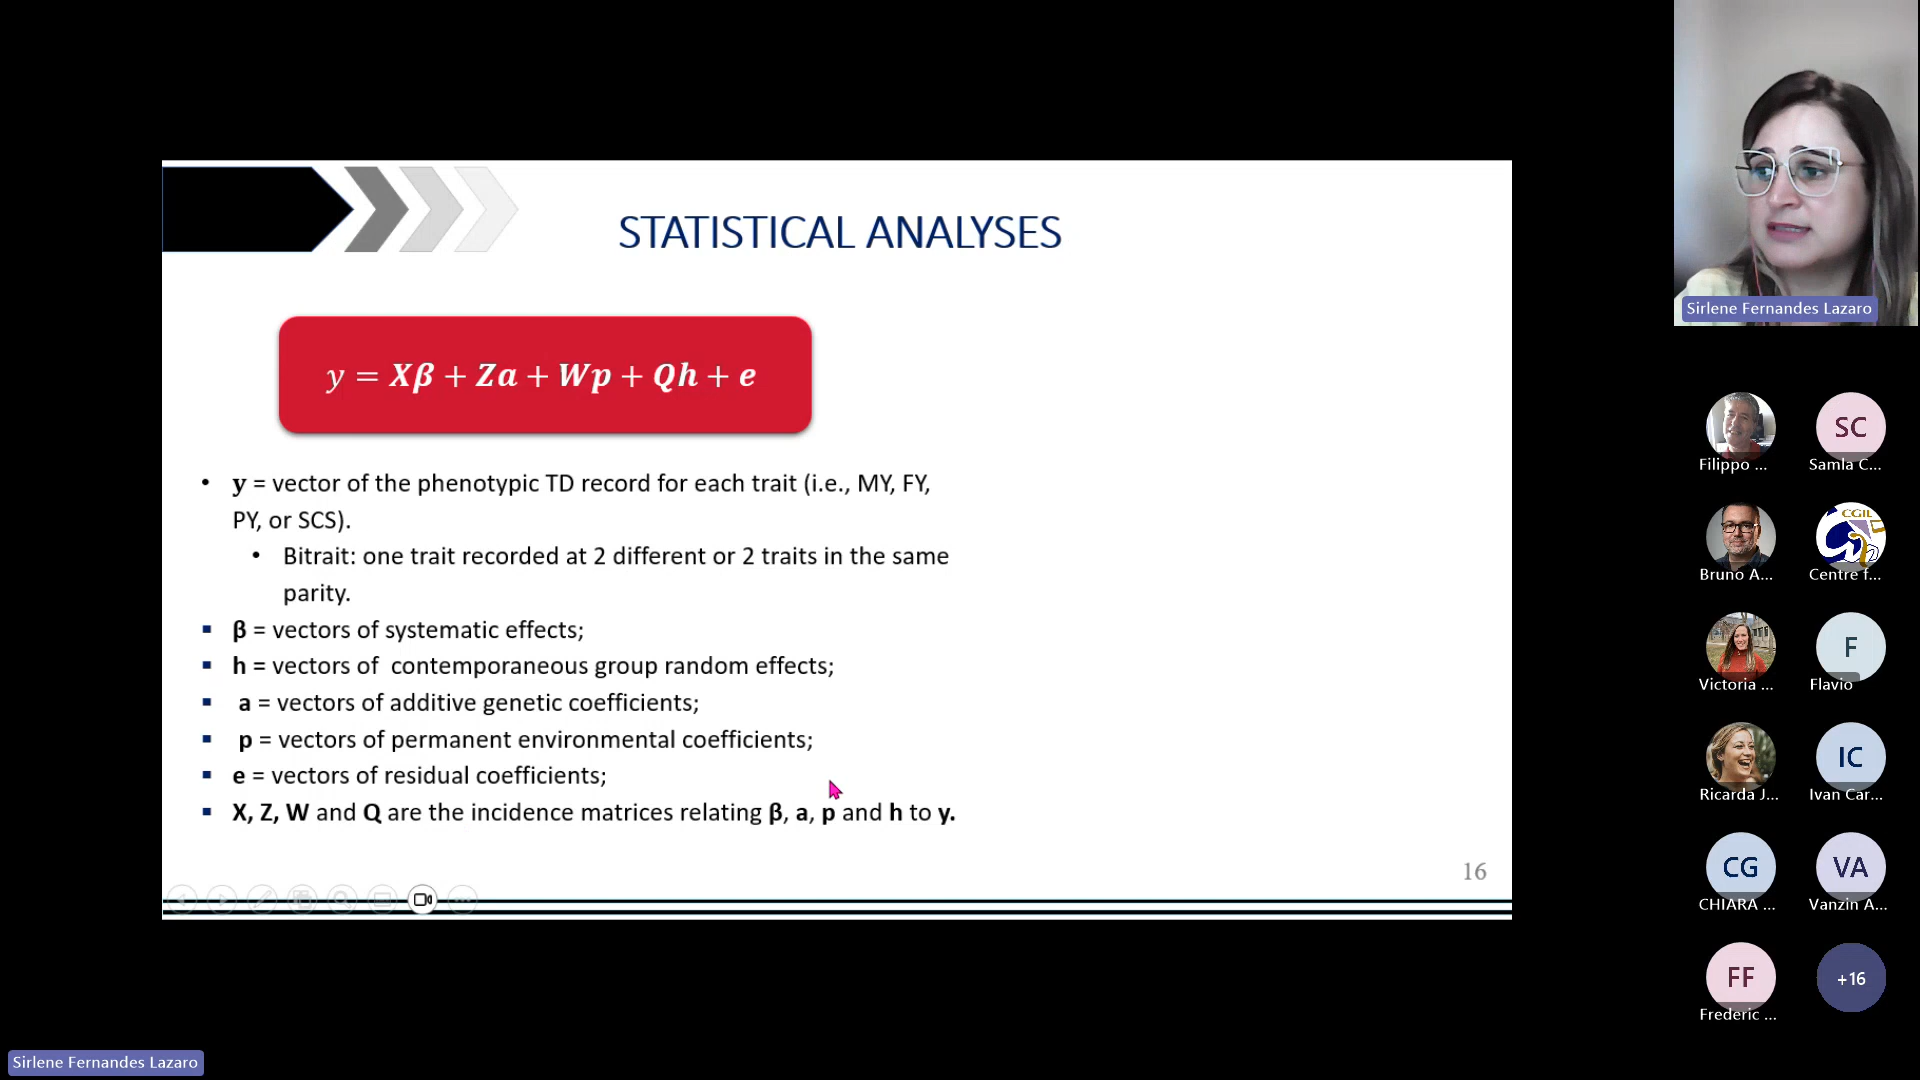 STATISTICAL ANALYSES
y = Xβ + Za + Wp + Qh + e
• y = vector of the phenotypic TD record for each trait (i.e., MY, FY,
PY, or SCS).
• Bitrait: one trait recorded at 2 different or 2 traits in the same
parity.
▪ β = vectors of systematic effects;
▪ h = vectors of contemporaneous group random effects;
▪ a = vectors of additive genetic coefficients;
▪ p = vectors of permanent environmental coefficients;
▪ e = vectors of residual coefficients;
▪ X, Z, W and Q are the incidence matrices relating β, a, p and h to y.
16
Sirlene Fernandes Lazaro
Filippo ...
SC
Samla C...
Bruno A...
CGIL
Centre f...
Victoria ...
F
Flavio
Ricarda J...
IC
Ivan Car...
CG
CHIARA ...
VA
Vanzin A...
FF
Frederic ...
+16
Sirlene Fernandes Lazaro